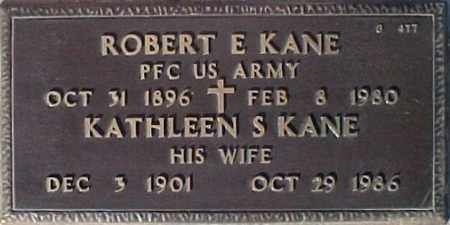 G 477
ROBERT E KANE
PFC US ARMY
OCT 31 1896 FEB 8 1980
KATHLEEN S KANE
HIS WIFE
DEC 3 1901 OCT 29 1986